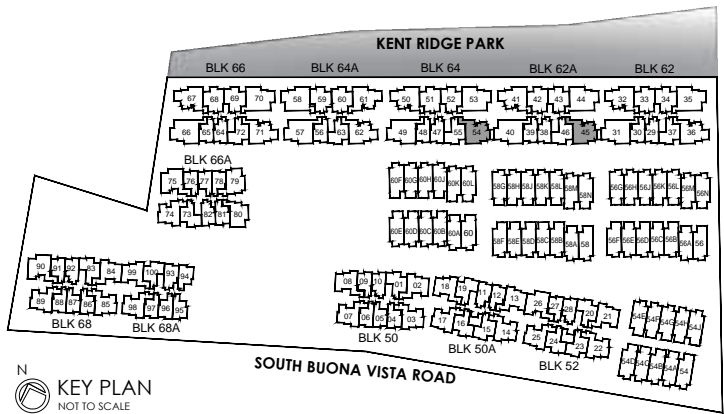 KENT RIDGE PARK
BLK 66 BLK 64A BLK 64 BLK 62A BLK 62
67 68 69 70 58 59 60 61 50 51 52 53 41 42 43 44 32 33 34 35
66 65 64 72 71 57 56 63 62 49 48 47 55 54 40 39 38 46 45 31 30 29 37 36
BLK 66A
75 76 77 78 79 60F 60G 60H 60J 60K 60L 58G 58H 58J 58K 58L 58M 58N 56G 56H 56J 56K 56L 56M 56N
74 73 82 81 80 60E 60D 60C 60B 60A 60 58F 58E 58D 58C 58B 58A 58 56F 56E 56D 56C 56B 56A 56
90 91 92 83 84 99 100 93 94 08 09 10 01 02 18 19 11 12 13 26 27 28 20 21 54E 54F 54G 54H 54J
89 88 87 86 85 98 97 96 95 07 06 05 04 03 17 16 15 14 25 24 23 22 54D 54C 54B 54A 54
BLK 68 BLK 68A BLK 50 BLK 50A BLK 52
SOUTH BUONA VISTA ROAD
N
KEY PLAN
NOT TO SCALE